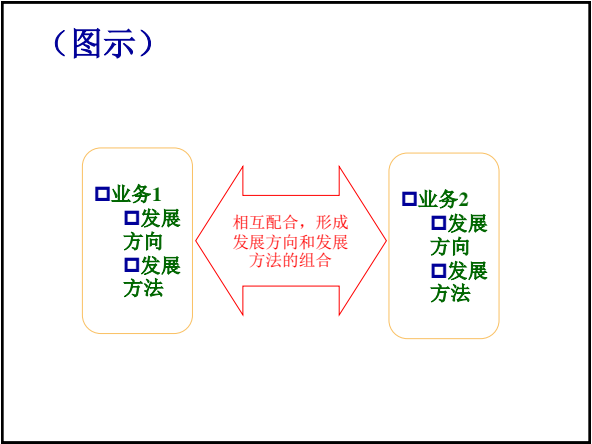 （图示）
业务1
发展
方向
发展
方法
相互配合，形成
发展方向和发展
方法的组合
业务2
发展
方向
发展
方法